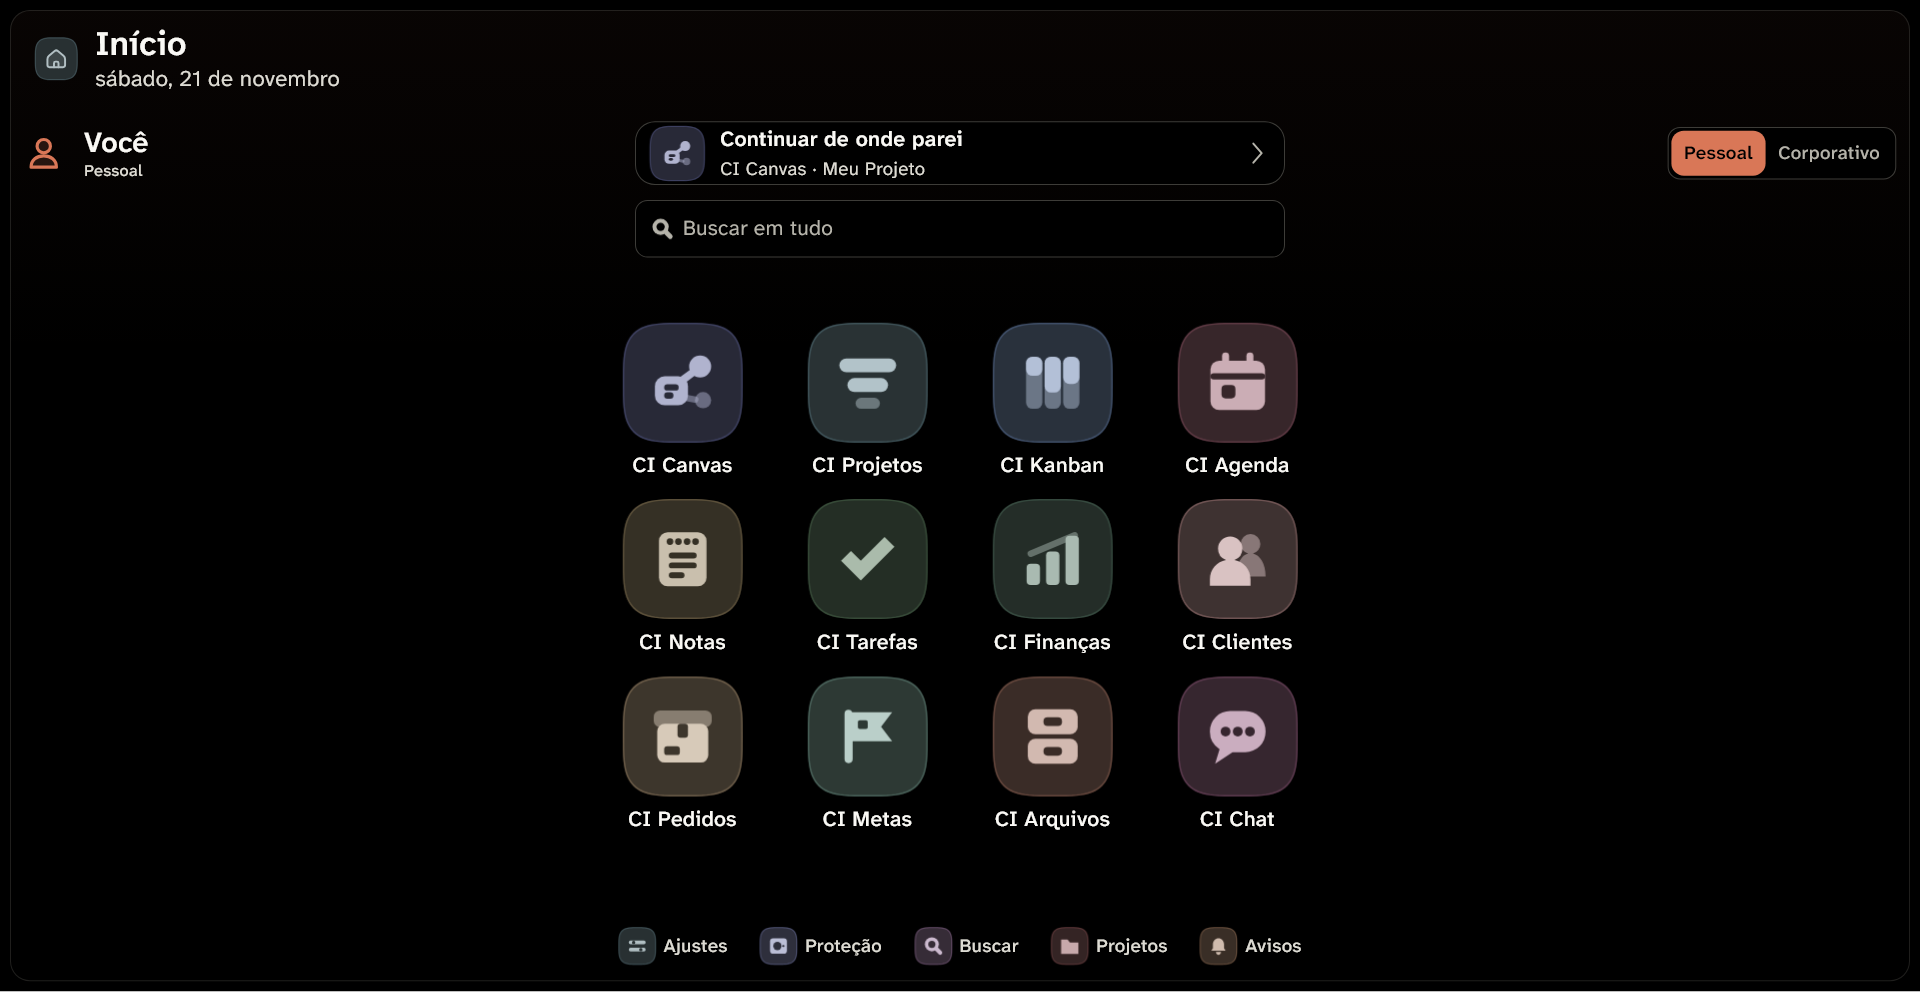 Início
sábado, 21 de novembro
Você
Pessoal
Continuar de onde parei
CI Canvas · Meu Projeto
Pessoal
Corporativo
Buscar em tudo
CI Canvas
CI Projetos
CI Kanban
CI Agenda
CI Notas
CI Tarefas
CI Finanças
CI Clientes
CI Pedidos
CI Metas
CI Arquivos
CI Chat
Ajustes
Proteção
Buscar
Projetos
Avisos